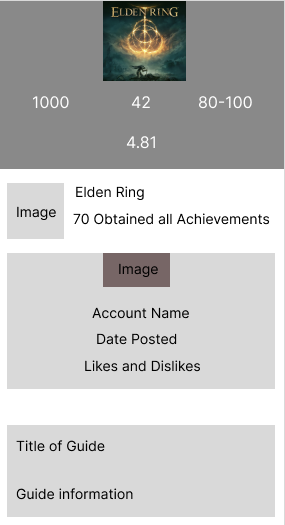 ELDEN RING
1000 42 80-100
4.81
Image
Elden Ring
70 Obtained all Achievements
Image
Account Name
Date Posted
Likes and Dislikes
Title of Guide
Guide information